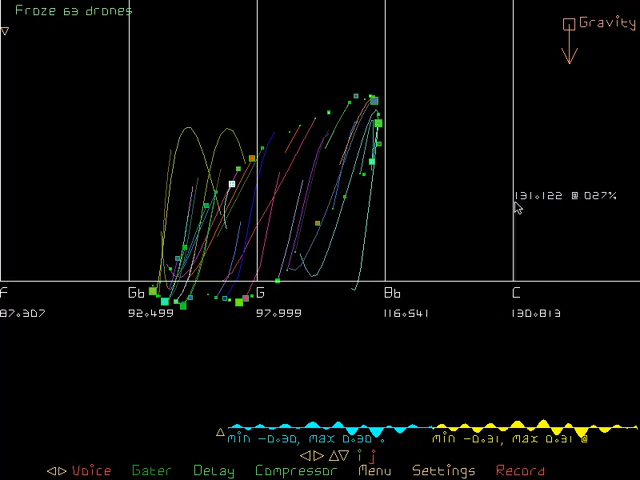 Froze 63 drones
Gravity
131.122 @ 027%
F Gb G Bb C
87.307 92.499 97.999 116.541 130.813
min -0.30, max 0.30 min -0.31, max 0.31 @
i j
Voice Gater Delay Compressor Menu Settings Record